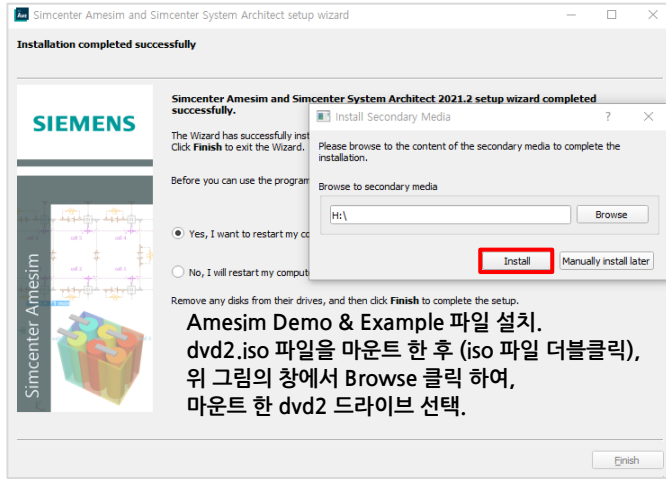 Simcenter Amesim and Simcenter System Architect setup wizard
Installation completed successfully
SIEMENS
Simcenter Amesim
Simcenter Amesim and Simcenter System Architect 2021.2 setup wizard completed
successfully.
The Wizard has successfully inst
Click Finish to exit the Wizard.
Before you can use the program
Yes, I want to restart my co
No, I will restart my comput
Remove any disks from their drives, and then click Finish to complete the setup.
Install Secondary Media
?
Please browse to the content of the secondary media to complete the
installation.
Browse to secondary media
H:\
Browse
Install
Manually install later
Amesim Demo & Example 파일 설치.
dvd2.iso 파일을 마운트 한 후 (iso 파일 더블클릭),
위 그림의 창에서 Browse 클릭 하여,
마운트 한 dvd2 드라이브 선택.
Finish